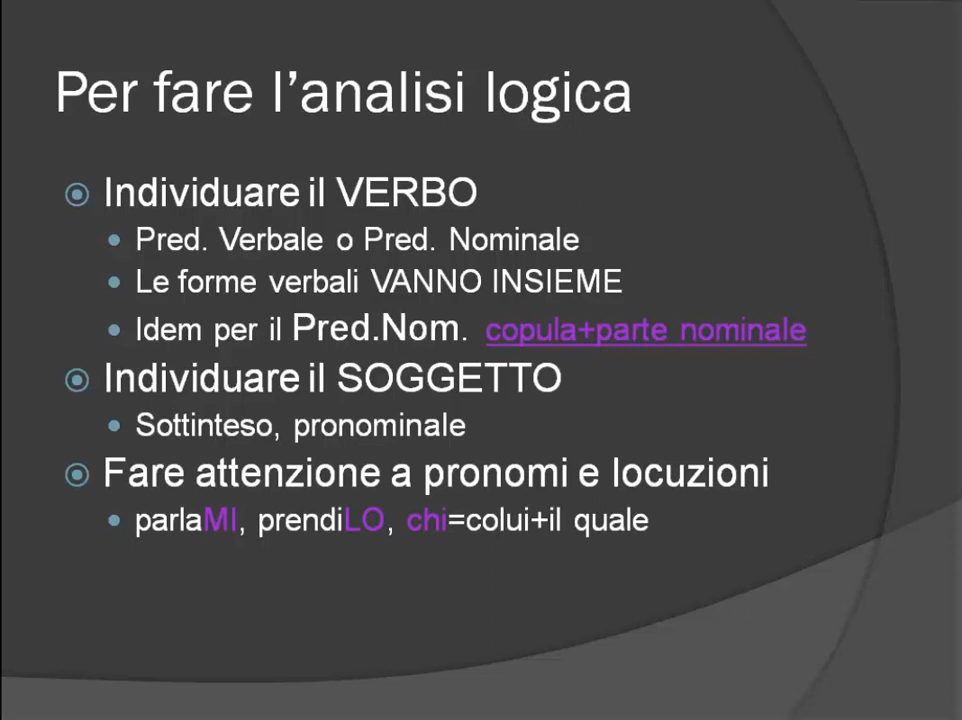 Per fare l’analisi logica
Individuare il VERBO
Pred. Verbale o Pred. Nominale
Le forme verbali VANNO INSIEME
Idem per il Pred.Nom. copula+parte nominale
Individuare il SOGGETTO
Sottinteso, pronominale
Fare attenzione a pronomi e locuzioni
parlaMI, prendiLO, chi=colui+il quale